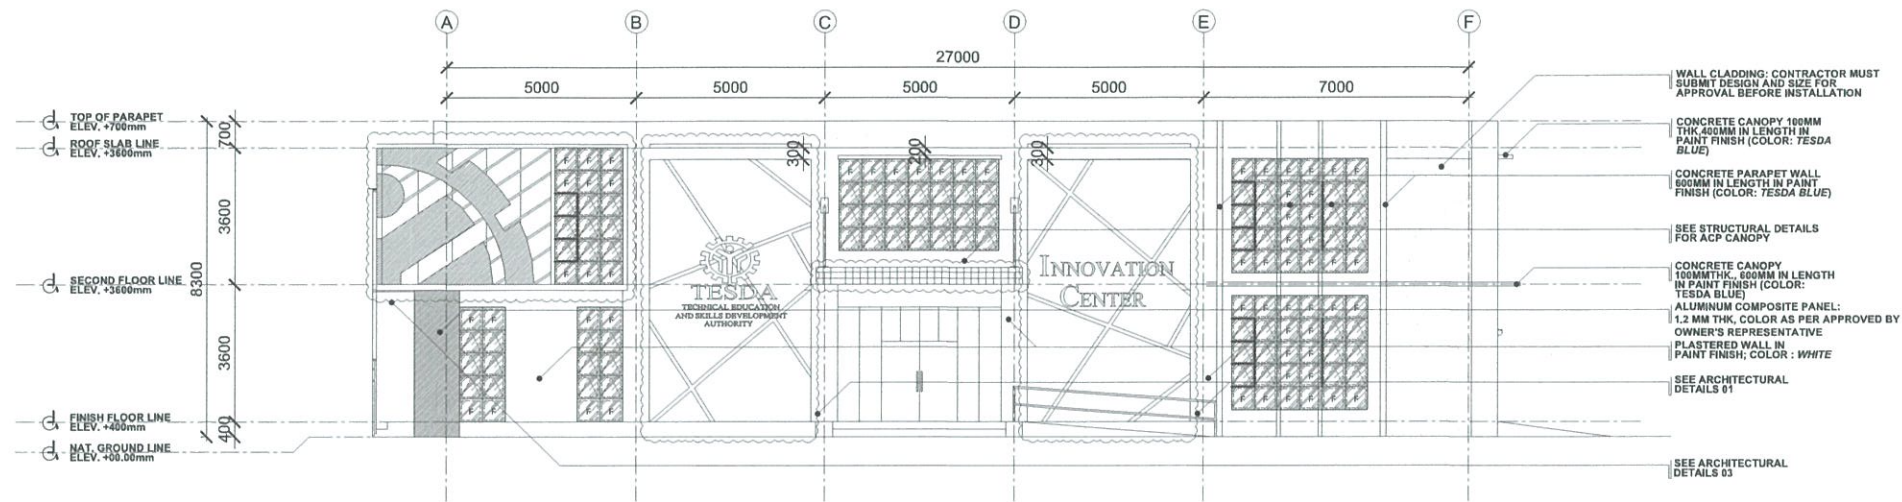 A B C D E F
27000
5000 5000 5000 5000 7000
TOP OF PARAPET
ELEV. +700mm
ROOF SLAB LINE
ELEV. +3600mm
SECOND FLOOR LINE
ELEV. +3600mm
FINISH FLOOR LINE
ELEV. +400mm
NAT. GROUND LINE
ELEV. +00.00mm
8300
700
3600
3600
400
300
200
300
TESDA
TECHNICAL EDUCATION
AND SKILLS DEVELOPMENT
AUTHORITY
INNOVATION
CENTER
WALL CLADDING: CONTRACTOR MUST
SUBMIT DESIGN AND SIZE FOR
APPROVAL BEFORE INSTALLATION
CONCRETE CANOPY 100MM
THK,400MM IN LENGTH IN
PAINT FINISH (COLOR: TESDA
BLUE)
CONCRETE PARAPET WALL
600MM IN LENGTH IN PAINT
FINISH (COLOR: TESDA BLUE)
SEE STRUCTURAL DETAILS
FOR ACP CANOPY
CONCRETE CANOPY
100MMTHK., 600MM IN LENGTH
IN PAINT FINISH (COLOR:
TESDA BLUE)
ALUMINUM COMPOSITE PANEL:
1.2 MM THK, COLOR AS PER APPROVED BY
OWNER'S REPRESENTATIVE
PLASTERED WALL IN
PAINT FINISH; COLOR : WHITE
SEE ARCHITECTURAL
DETAILS 01
SEE ARCHITECTURAL
DETAILS 03